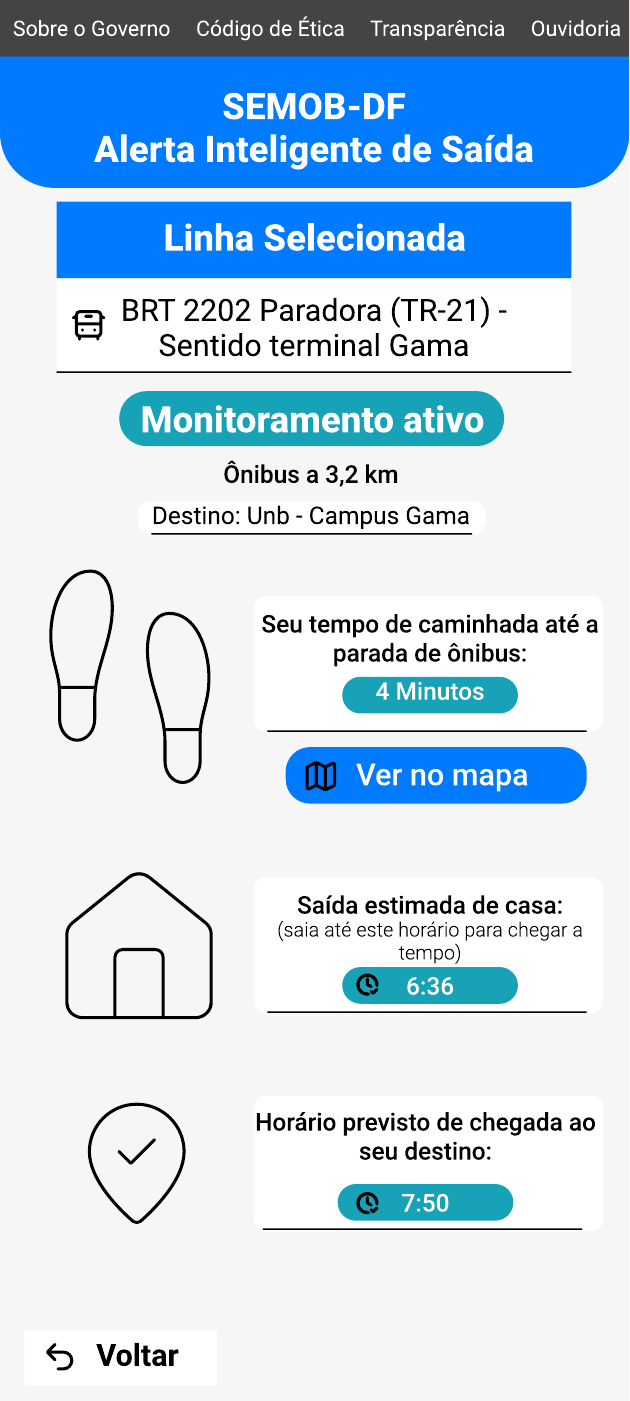 Sobre o Governo Código de Ética Transparência Ouvidoria
SEMOB-DF
Alerta Inteligente de Saída
Linha Selecionada
BRT 2202 Paradora (TR-21) -
Sentido terminal Gama
Monitoramento ativo
Ônibus a 3,2 km
Destino: Unb - Campus Gama
Seu tempo de caminhada até a
parada de ônibus:
4 Minutos
Ver no mapa
Saída estimada de casa:
(saia até este horário para chegar a
tempo)
6:36
Horário previsto de chegada ao
seu destino:
7:50
Voltar